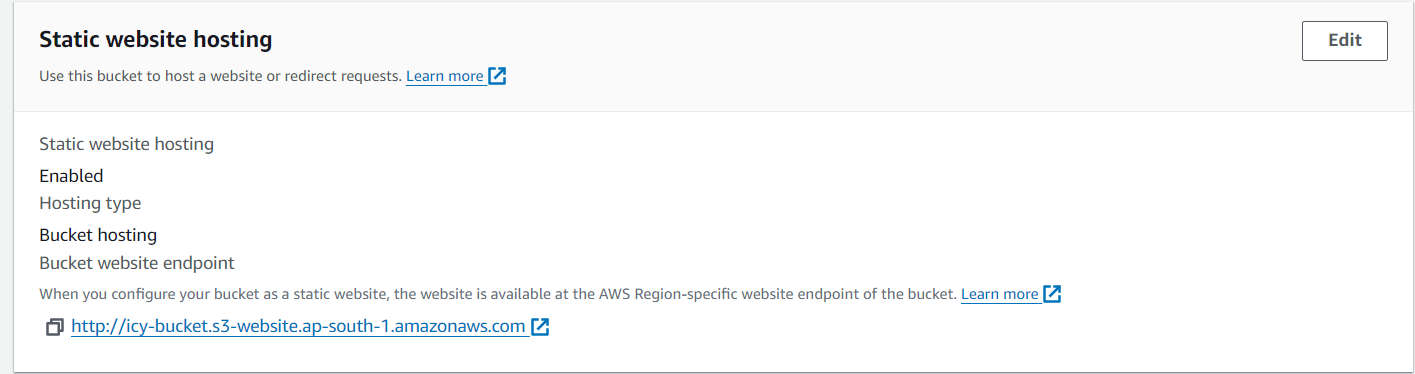 Static website hosting
Edit
Use this bucket to host a website or redirect requests. Learn more
Static website hosting
Enabled
Hosting type
Bucket hosting
Bucket website endpoint
When you configure your bucket as a static website, the website is available at the AWS Region-specific website endpoint of the bucket. Learn more
http://icy-bucket.s3-website.ap-south-1.amazonaws.com